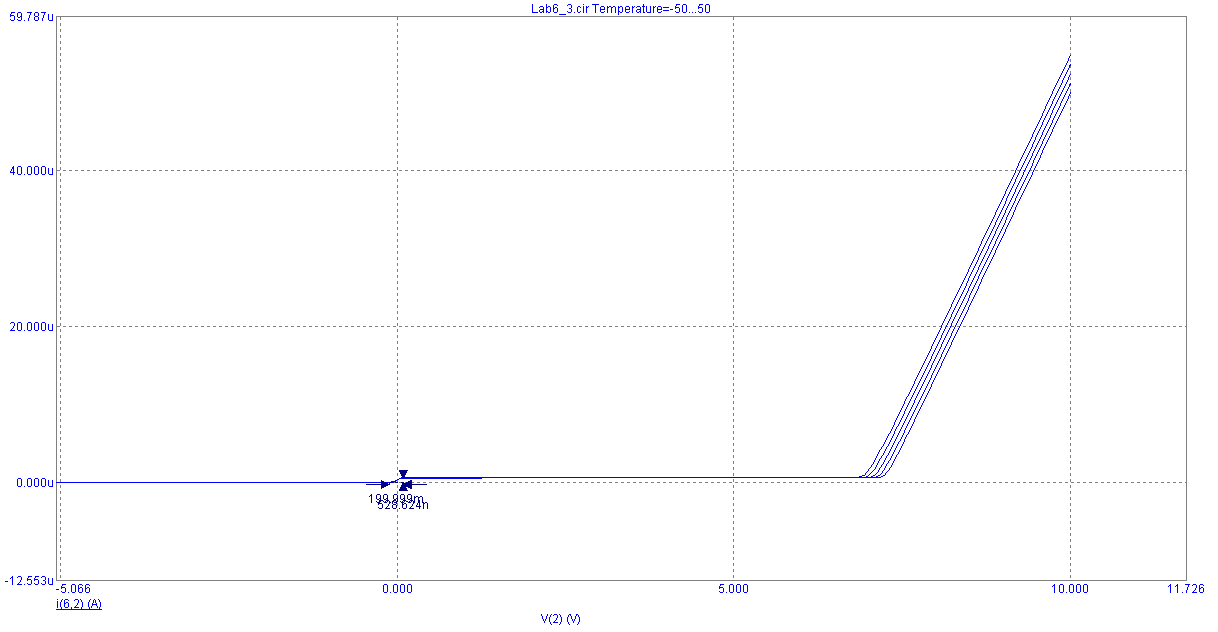 Lab6_3.cir Temperature=-50...50
59.787u
40.000u
20.000u
0.000u
-12.553u
199.999m
528.624n
-5.066 0.000 5.000 10.000 11.726
i(6,2) (A)
V(2) (V)